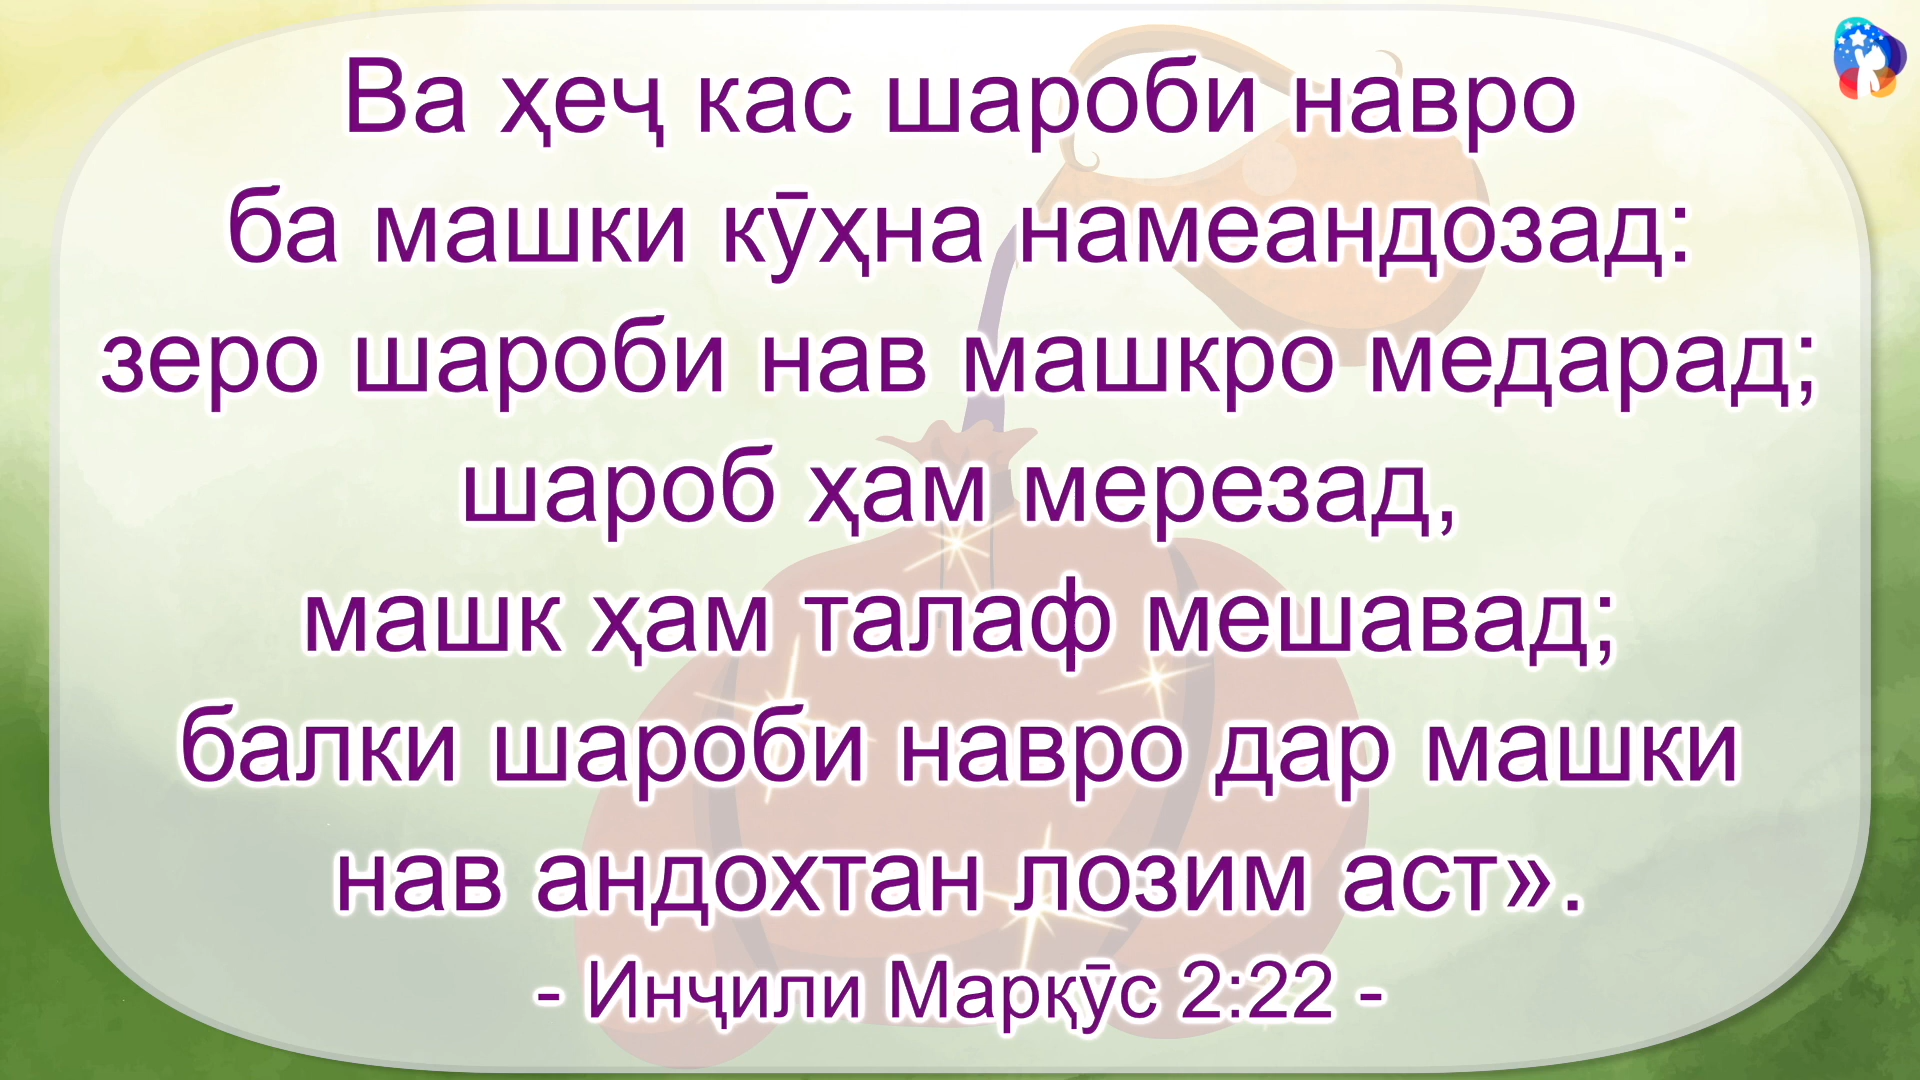 Ва ҳеҷ кас шароби навро
ба машки кӯҳна намеандозад:
зеро шароби нав машкро медарад;
шароб ҳам мерезад,
машк ҳам талаф мешавад;
балки шароби навро дар машки
нав андохтан лозим аст».
- Инҷили Марқӯс 2:22 -